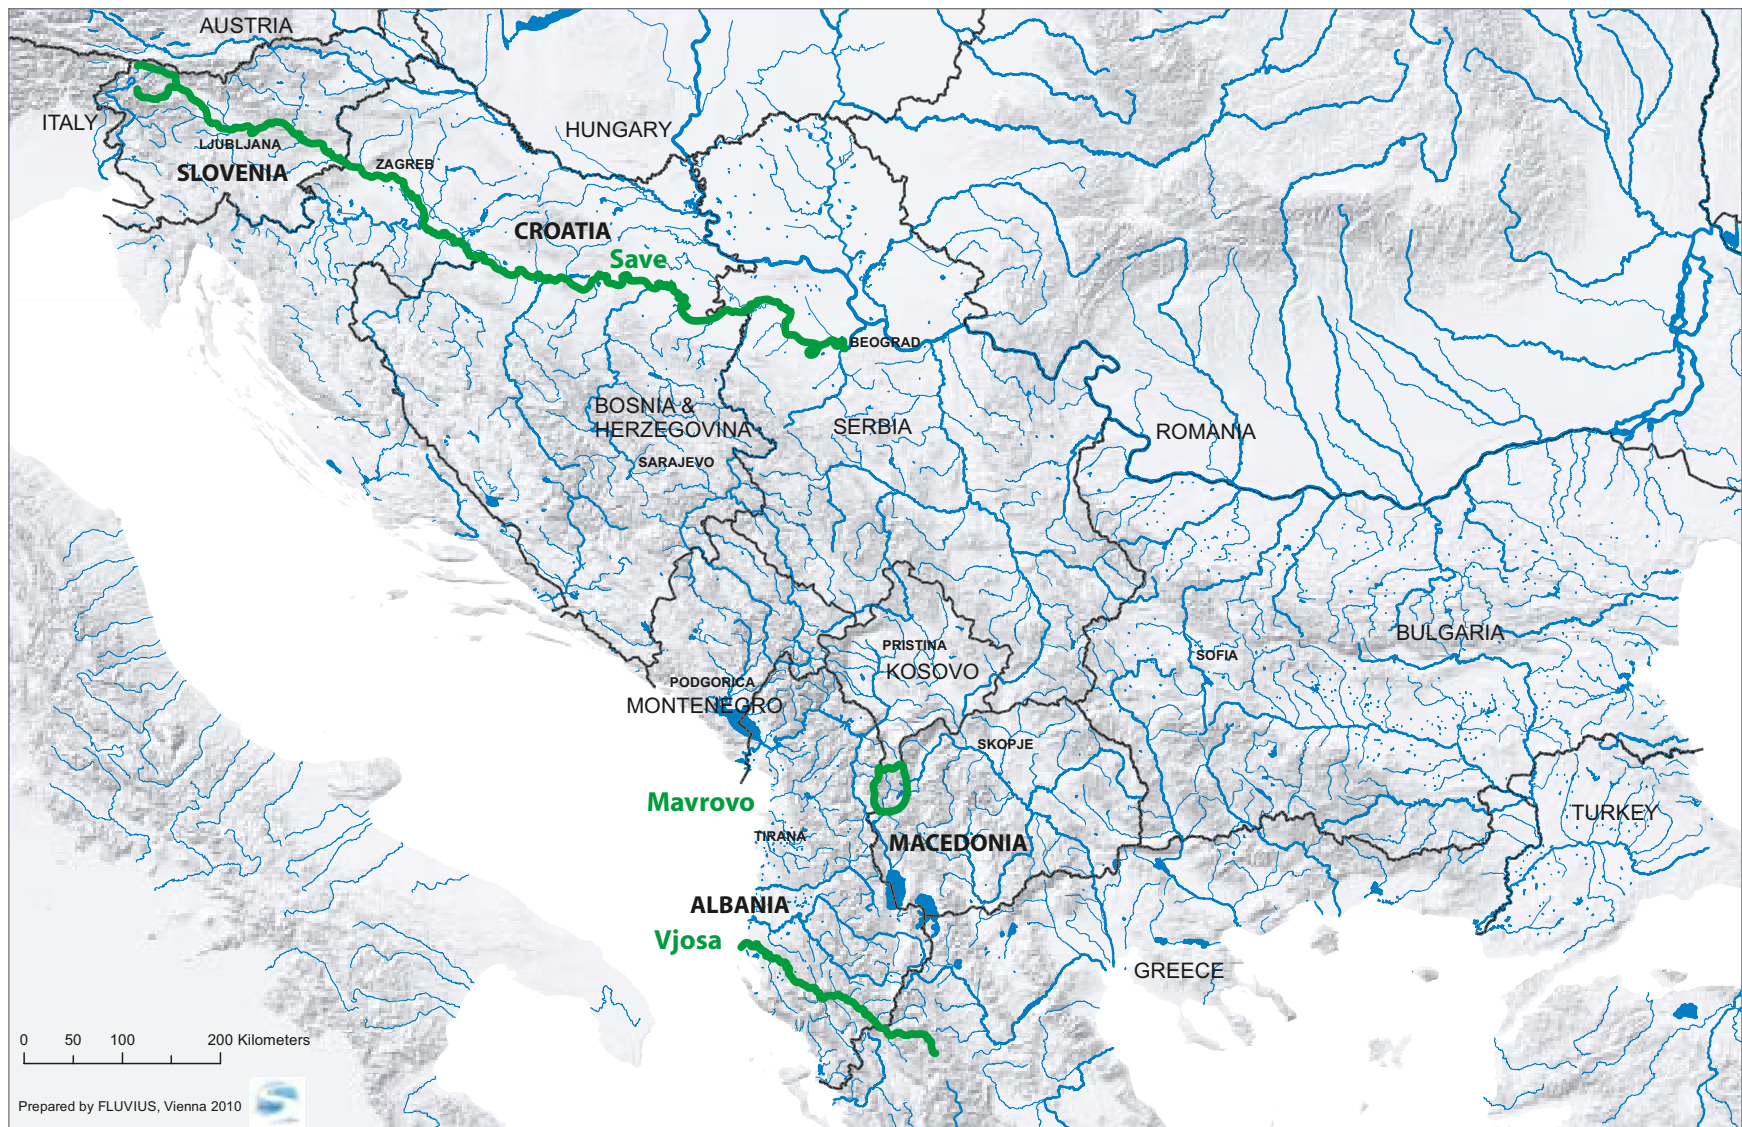 AUSTRIA
ITALY
HUNGARY
LJUBLJANA
ZAGREB
SLOVENIA
CROATIA
Save
BEOGRAD
BOSNIA &
HERZEGOVINA
SERBIA
ROMANIA
SARAJEVO
BULGARIA
PRISTINA
SOFIA
KOSOVO
PODGORICA
MONTENEGRO
SKOPJE
Mavrovo
TURKEY
TIRANA
MACEDONIA
ALBANIA
Vjosa
GREECE
0 50 100 200 Kilometers
Prepared by FLUVIUS, Vienna 2010